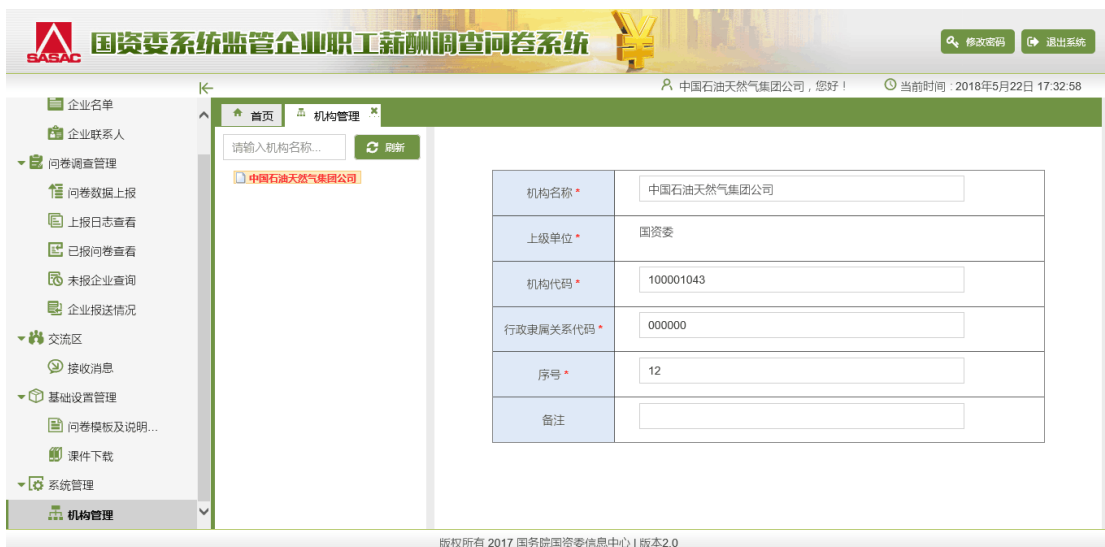 SASAC
国资委系统监管企业职工薪酬调查问卷系统
修改密码
退出系统
中国石油天然气集团公司，您好！
当前时间：2018年5月22日 17:32:58
企业名单
企业联系人
问卷调查管理
问卷数据上报
上报日志查看
已报问卷查看
未报企业查询
企业报送情况
交流区
接收消息
基础设置管理
问卷模板及说明...
课件下载
系统管理
机构管理
首页
机构管理
请输入机构名称...
刷新
中国石油天然气集团公司
机构名称 * 中国石油天然气集团公司
上级单位 * 国资委
机构代码 * 100001043
行政隶属关系代码 * 000000
序号 * 12
备注
版权所有 2017 国务院国资委信息中心 | 版本2.0